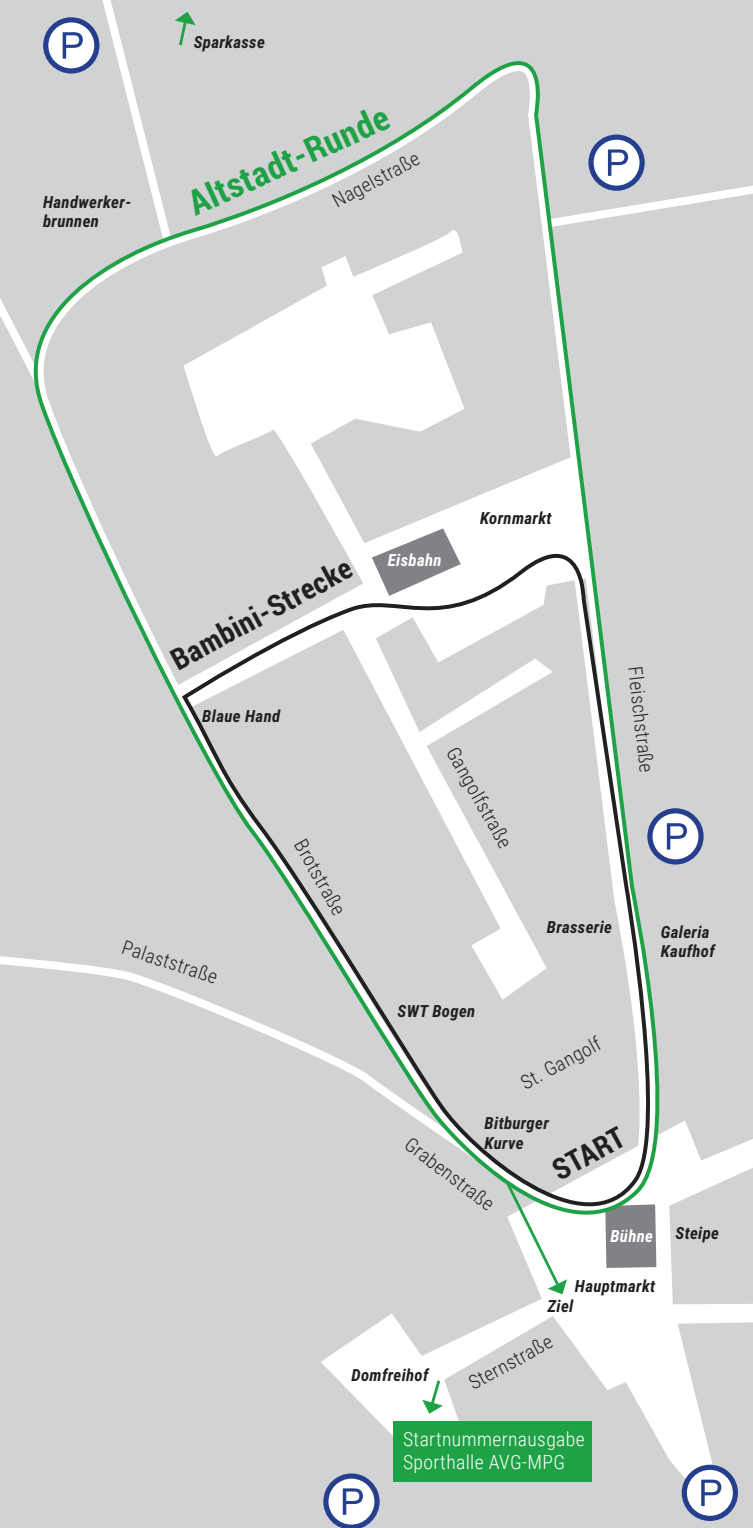 P
Sparkasse
Altstadt-Runde
Nagelstraße
P
Handwerker-
brunnen
Kornmarkt
Eisbahn
Bambini-Strecke
Blaue Hand
Fleischstraße
Gangolfstraße
P
Brotstraße
Brasserie
Galeria
Kaufhof
Palaststraße
SWT Bogen
St. Gangolf
Bitburger
Kurve
START
Grabenstraße
Bühne
Steipe
Hauptmarkt
Ziel
Sternstraße
Domfreihof
Startnummernausgabe
Sporthalle AVG-MPG
P
P